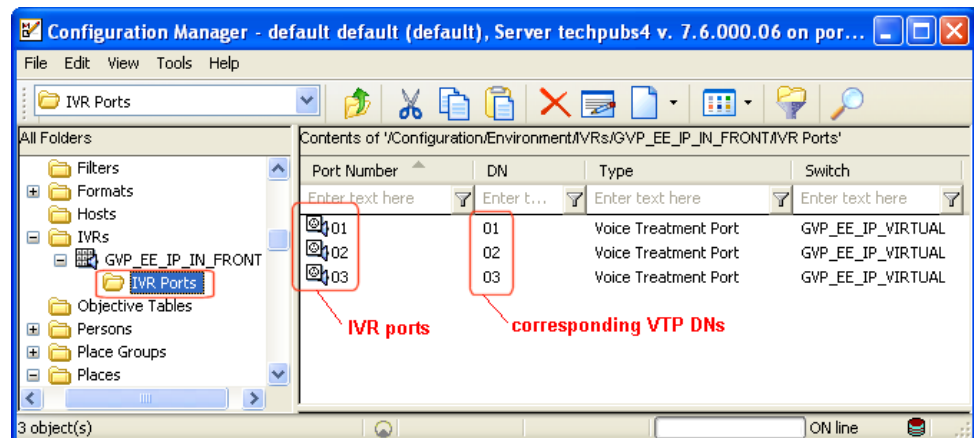 Configuration Manager - default default (default), Server techpubs4 v. 7.6.000.06 on por...
File Edit View Tools Help
IVR Ports
All Folders
Contents of '/Configuration/Environment/IVRs/GVP_EE_IP_IN_FRONT/IVR Ports'
Filters
Formats
Hosts
IVRs
GVP_EE_IP_IN_FRONT
IVR Ports
Objective Tables
Persons
Place Groups
Places
Port Number DN Type Switch
Enter text here Enter t... Enter text here Enter text here
01 01 Voice Treatment Port GVP_EE_IP_VIRTUAL
02 02 Voice Treatment Port GVP_EE_IP_VIRTUAL
03 03 Voice Treatment Port GVP_EE_IP_VIRTUAL
IVR ports corresponding VTP DNs
3 object(s) ON line